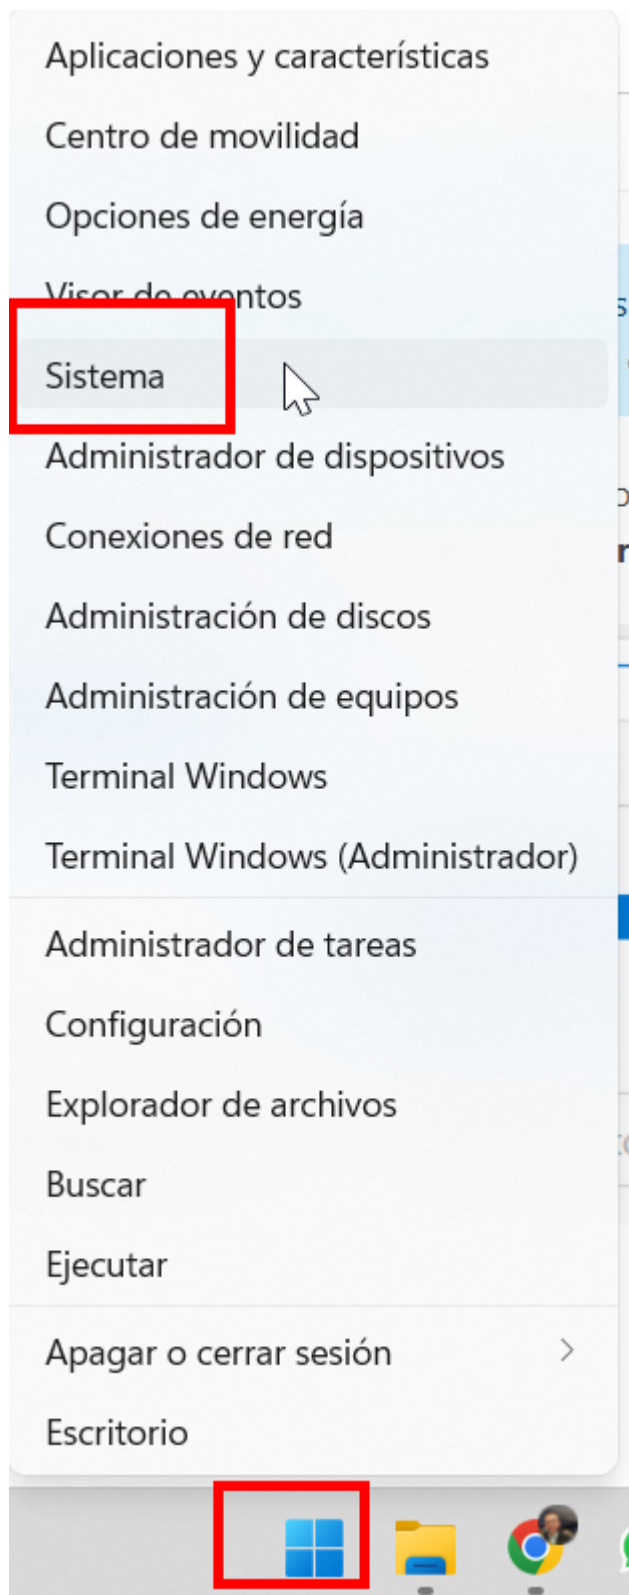 Aplicaciones y características
Centro de movilidad
Opciones de energía
Visor de eventos
Sistema
Administrador de dispositivos
Conexiones de red
Administración de discos
Administración de equipos
Terminal Windows
Terminal Windows (Administrador)
Administrador de tareas
Configuración
Explorador de archivos
Buscar
Ejecutar
Apagar o cerrar sesión
Escritorio